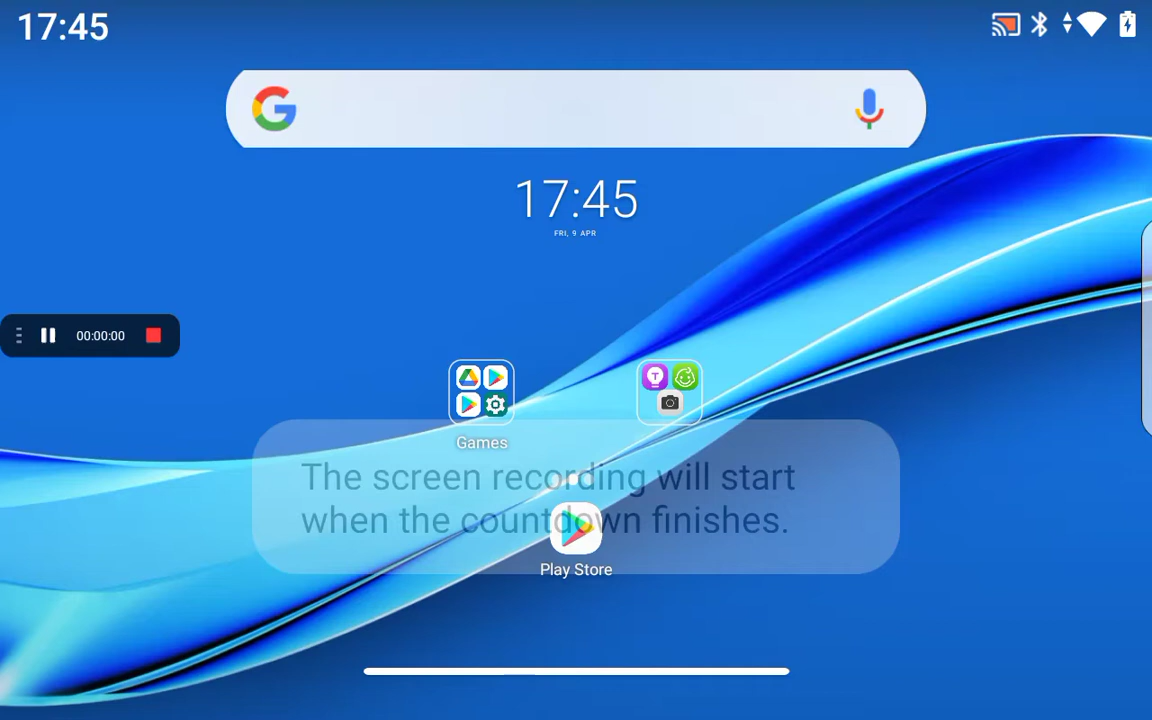 17:45
17:45
FRI, 9 APR
00:00:00
Games
The screen recording will start
when the countdown finishes.
Play Store